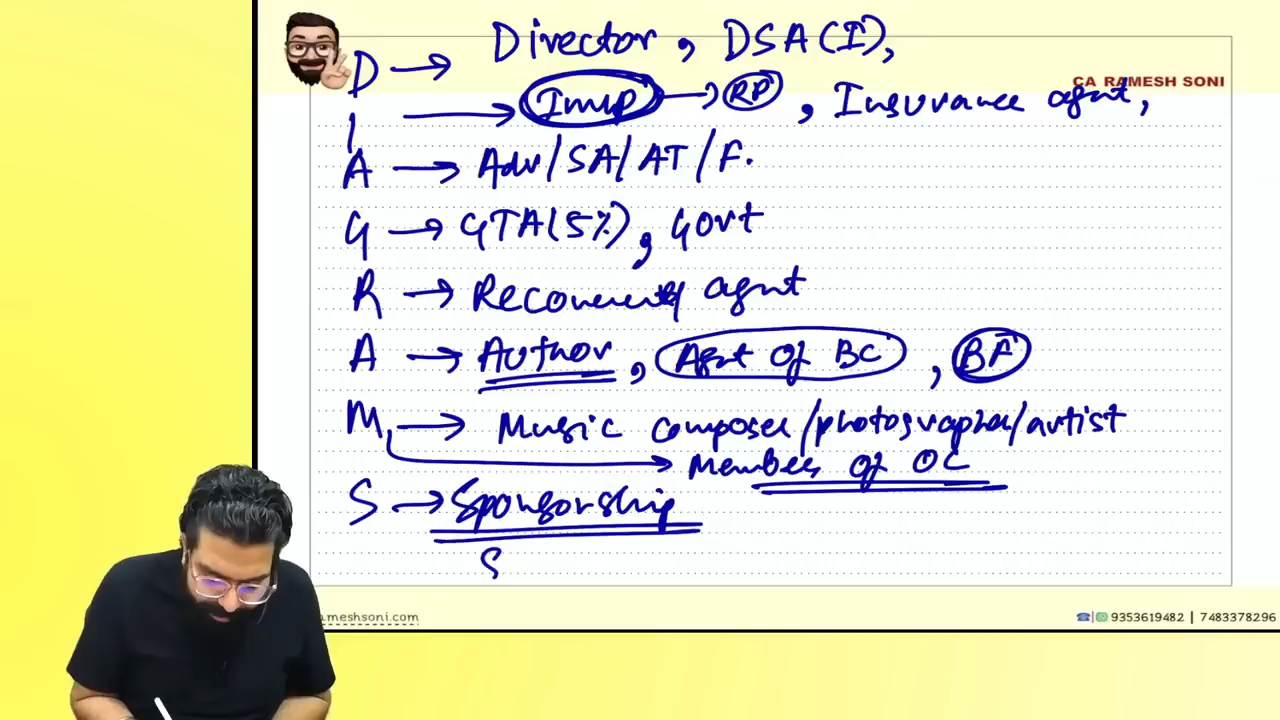 D → Director, DSA(I),
CA RAMESH SONI
I → Imp → RP, Insurance agent,
A → Adv/SA/AT/F.
G → GTA(5%), Govt
R → Recovery agent
A → Author, Agent of BC, BF
M → Music composer/photographer/artist
→ Member of OC
S → Sponsorship
S
meshsoni.com
9353619482 | 7483378296